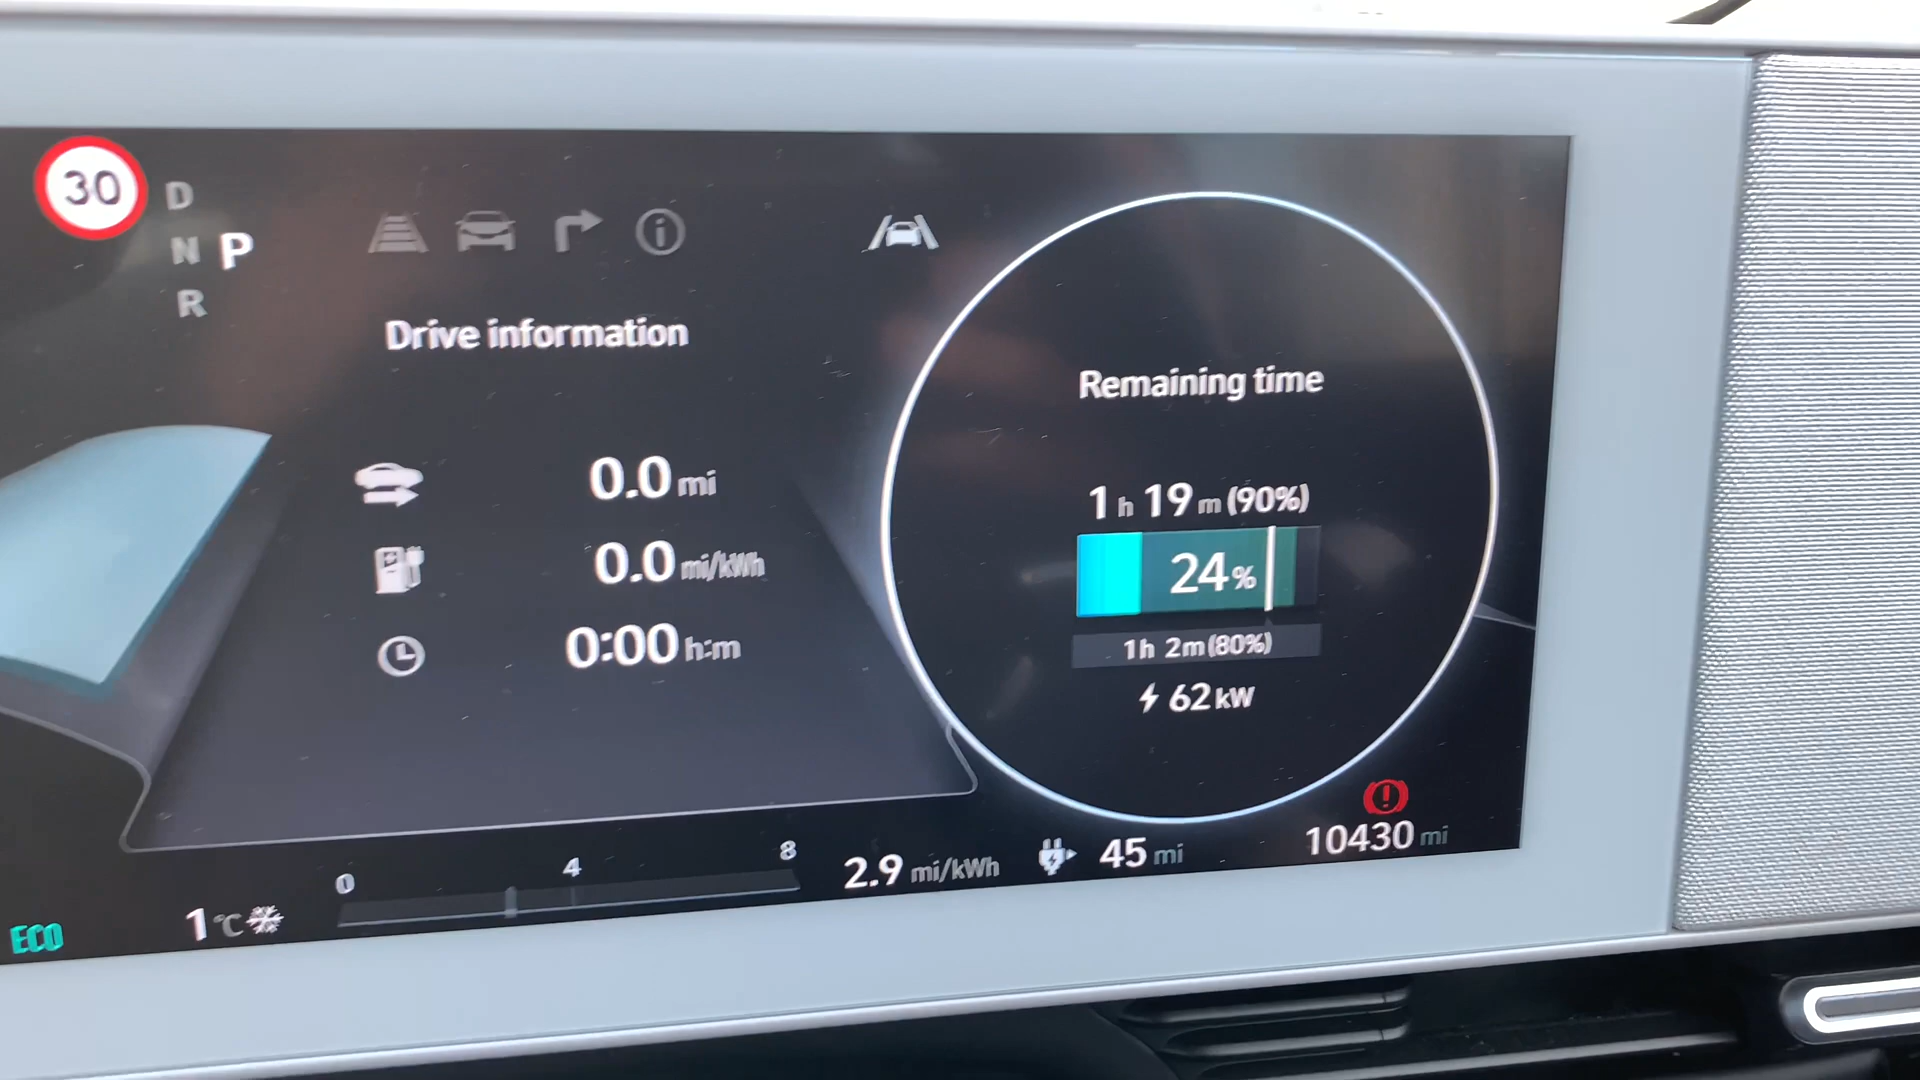 30
D
N P
R
Drive information
0.0 mi
0.0 mi/kWh
0:00 h:m
Remaining time
1 h 19 m (90%)
24%
1h 2m (80%)
62 kW
0 4 8
2.9 mi/kWh
45 mi
10430 mi
ECO
1°C